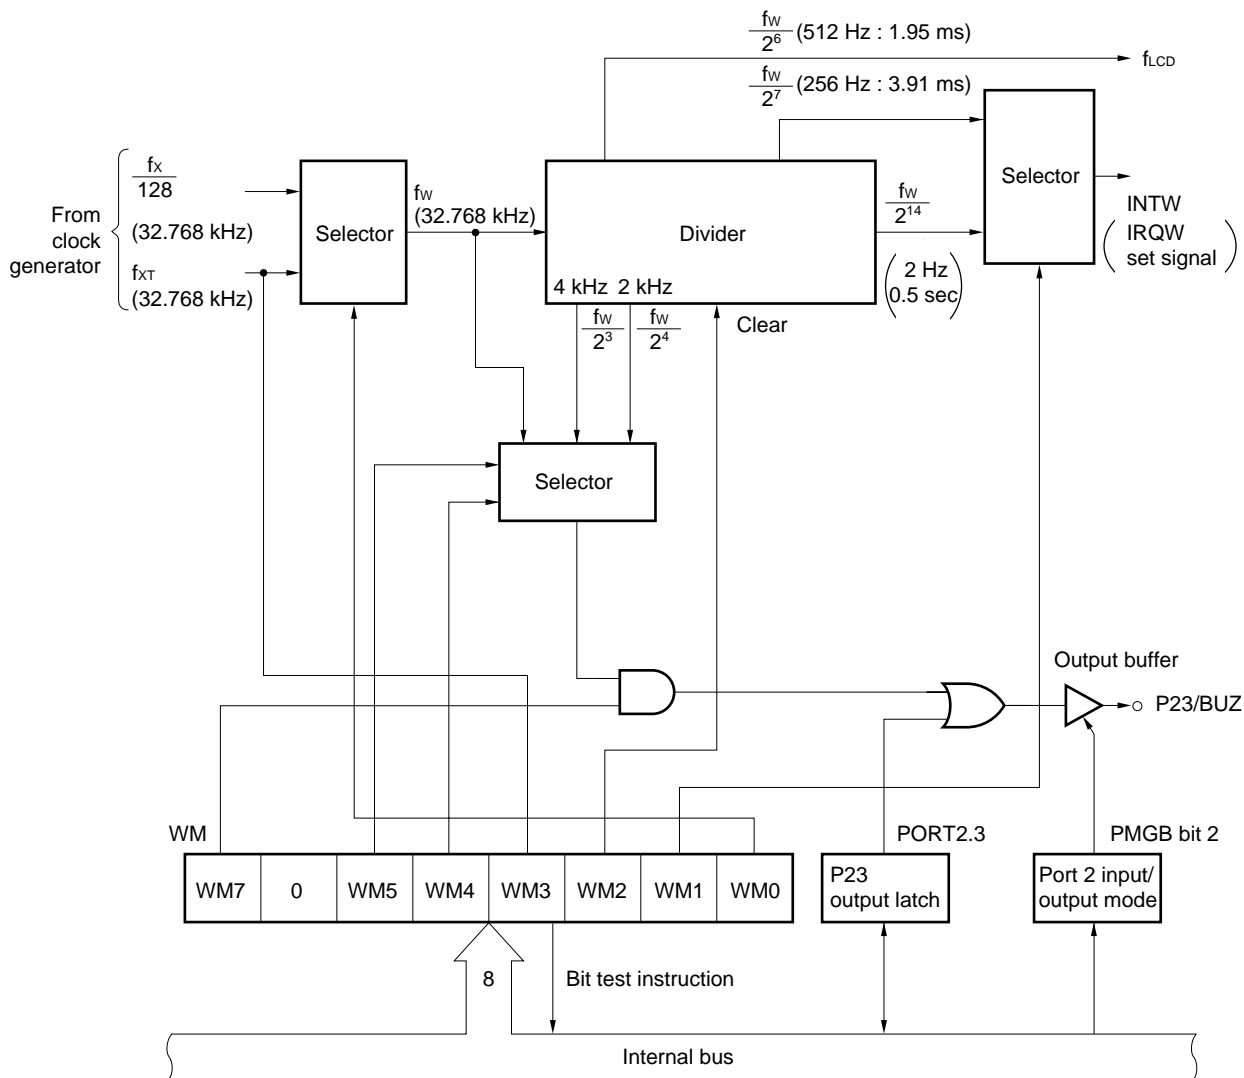 fW
2^6 (512 Hz : 1.95 ms)
fLCD
fW
2^7 (256 Hz : 3.91 ms)
From
clock
generator
fX
128
(32.768 kHz)
fXT
(32.768 kHz)
Selector
fW
(32.768 kHz)
Divider
4 kHz 2 kHz
fW
2^14
(2 Hz
0.5 sec)
Selector
INTW
(IRQW
set signal)
fW
2^3
fW
2^4
Clear
Selector
Output buffer
P23/BUZ
WM
PORT2.3
PMGB bit 2
WM7 0 WM5 WM4 WM3 WM2 WM1 WM0
P23
output latch
Port 2 input/
output mode
8
Bit test instruction
Internal bus